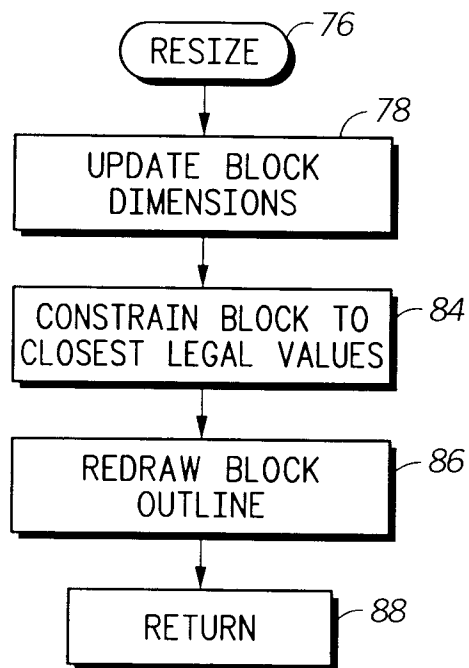 76
RESIZE
78
UPDATE BLOCK
DIMENSIONS
84
CONSTRAIN BLOCK TO
CLOSEST LEGAL VALUES
86
REDRAW BLOCK
OUTLINE
88
RETURN